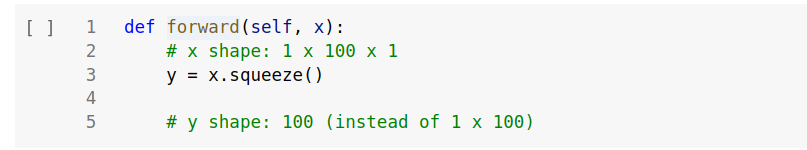 [ ] 1 def forward(self, x):
2 # x shape: 1 x 100 x 1
3 y = x.squeeze()
4
5 # y shape: 100 (instead of 1 x 100)